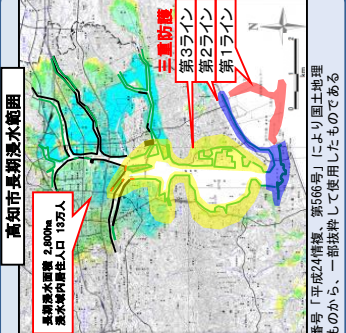 高知市長期浸水範囲
長期浸水面積 2,800ha
浸水域内居住人口 13万人
三重防護
第3ライン
第2ライン
第1ライン
N
km
番号「平成24情複、第566号」により国土地理
ものから、一部抜粋して使用したものである